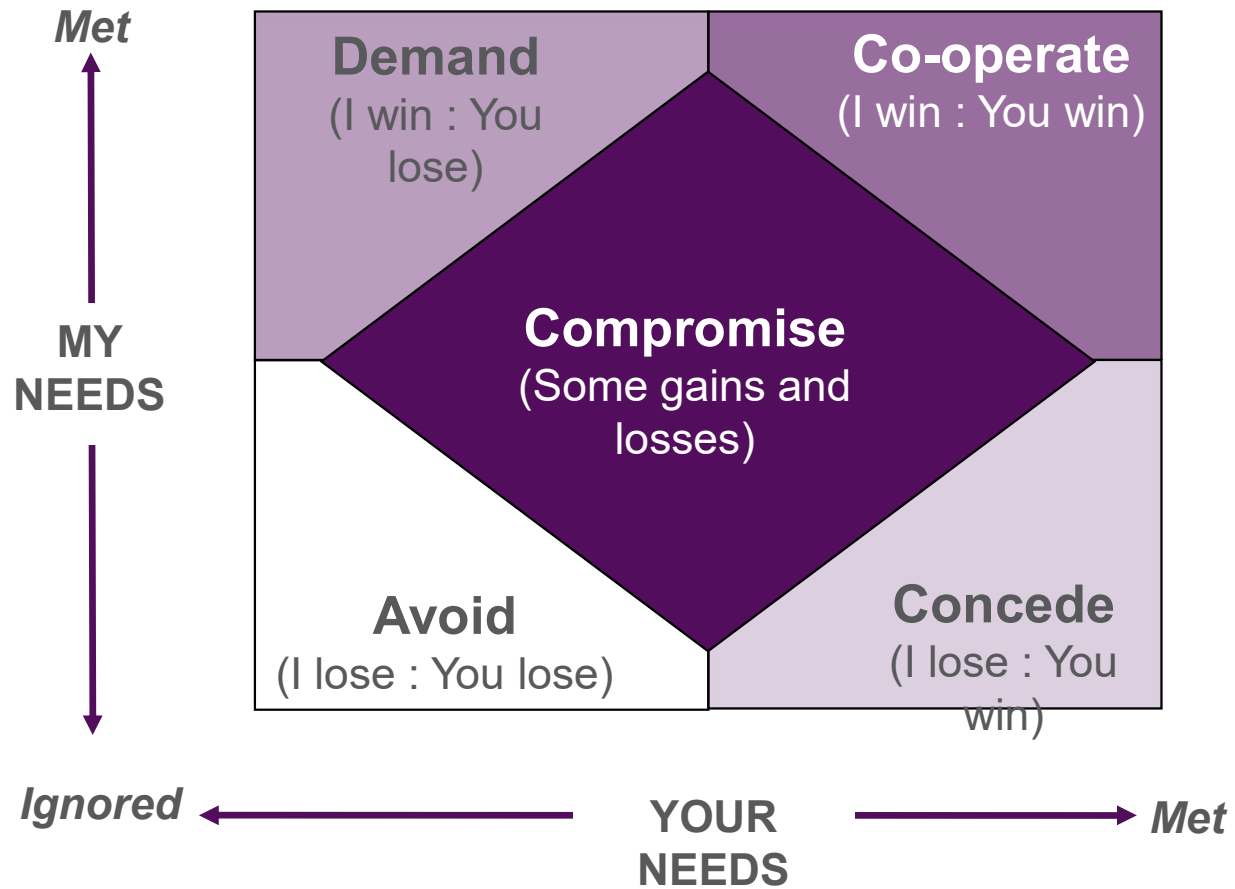 Met
Demand
(I win : You
lose)
Co-operate
(I win : You win)
MY
NEEDS
Compromise
(Some gains and
losses)
Avoid
(I lose : You lose)
Concede
(I lose : You
win)
Ignored
YOUR
NEEDS
Met